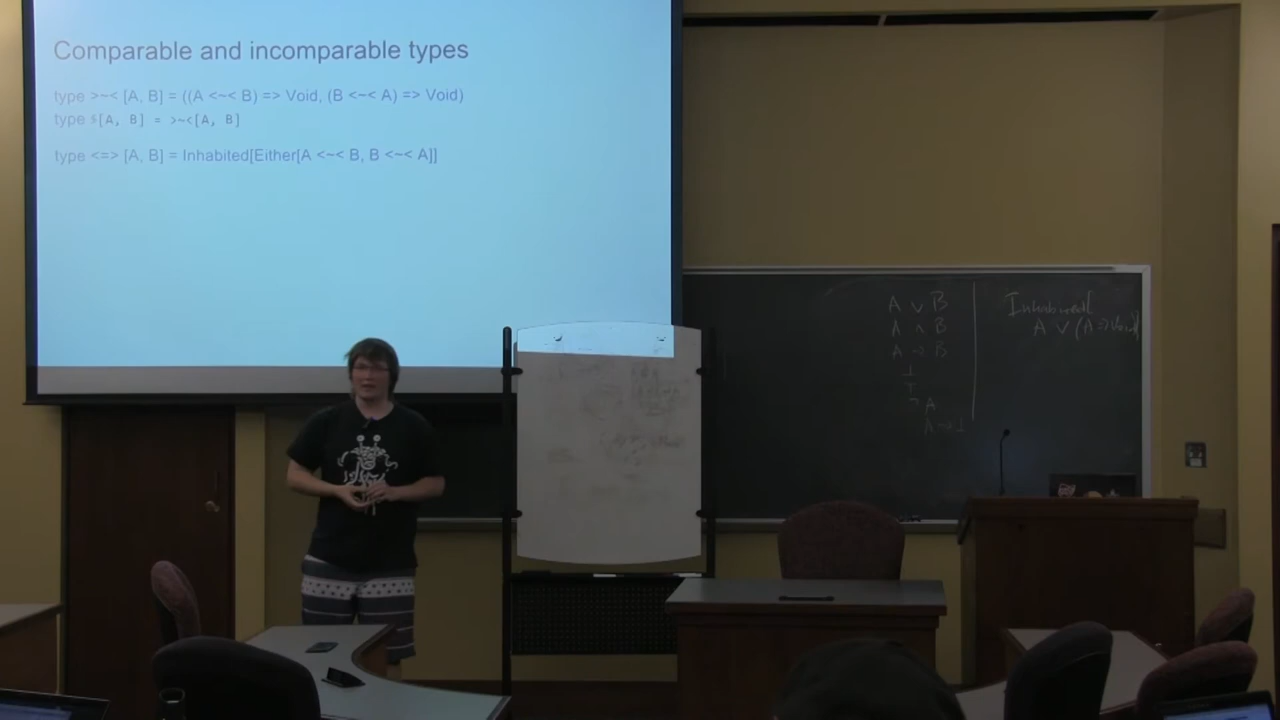 Comparable and incomparable types
type >~< [A, B] = ((A <~< B) => Void, (B <~< A) => Void)
type §[A, B] = >~<[A, B]
type <=> [A, B] = Inhabited[Either[A <~< B, B <~< A]]
A ∨ B
A ∧ B
A → B
⊥
⊤
¬A
A → ⊥
Inhabited[
A ∨ (A => Void)